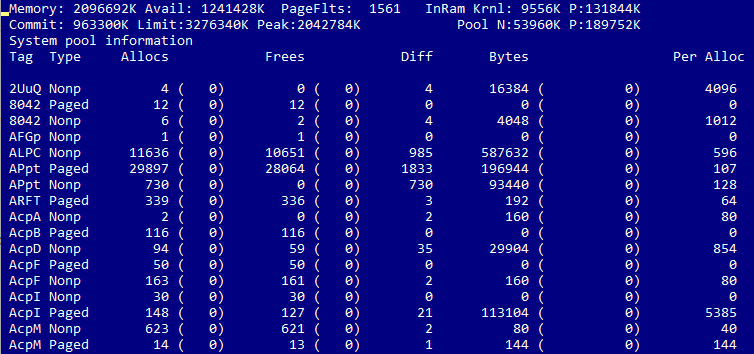 Memory: 2096692K Avail: 1241428K PageFlts: 1561 InRam Krnl: 9556K P:131844K
Commit: 963300K Limit:3276340K Peak:2042784K Pool N:53960K P:189752K
System pool information
Tag Type Allocs Frees Diff Bytes Per Alloc
2UuQ Nonp 4 ( 0) 0 ( 0) 4 16384 ( 0) 4096
8042 Paged 12 ( 0) 12 ( 0) 0 0 ( 0) 0
8042 Nonp 6 ( 0) 2 ( 0) 4 4048 ( 0) 1012
AFGp Nonp 1 ( 0) 1 ( 0) 0 0 ( 0) 0
ALPC Nonp 11636 ( 0) 10651 ( 0) 985 587632 ( 0) 596
APpt Paged 29897 ( 0) 28064 ( 0) 1833 196944 ( 0) 107
APpt Nonp 730 ( 0) 0 ( 0) 730 93440 ( 0) 128
ARFT Paged 339 ( 0) 336 ( 0) 3 192 ( 0) 64
AcpA Nonp 2 ( 0) 0 ( 0) 2 160 ( 0) 80
AcpB Paged 116 ( 0) 116 ( 0) 0 0 ( 0) 0
AcpD Nonp 94 ( 0) 59 ( 0) 35 29904 ( 0) 854
AcpF Paged 50 ( 0) 50 ( 0) 0 0 ( 0) 0
AcpF Nonp 163 ( 0) 161 ( 0) 2 160 ( 0) 80
AcpI Nonp 30 ( 0) 30 ( 0) 0 0 ( 0) 0
AcpI Paged 148 ( 0) 127 ( 0) 21 113104 ( 0) 5385
AcpM Nonp 623 ( 0) 621 ( 0) 2 80 ( 0) 40
AcpM Paged 14 ( 0) 13 ( 0) 1 144 ( 0) 144